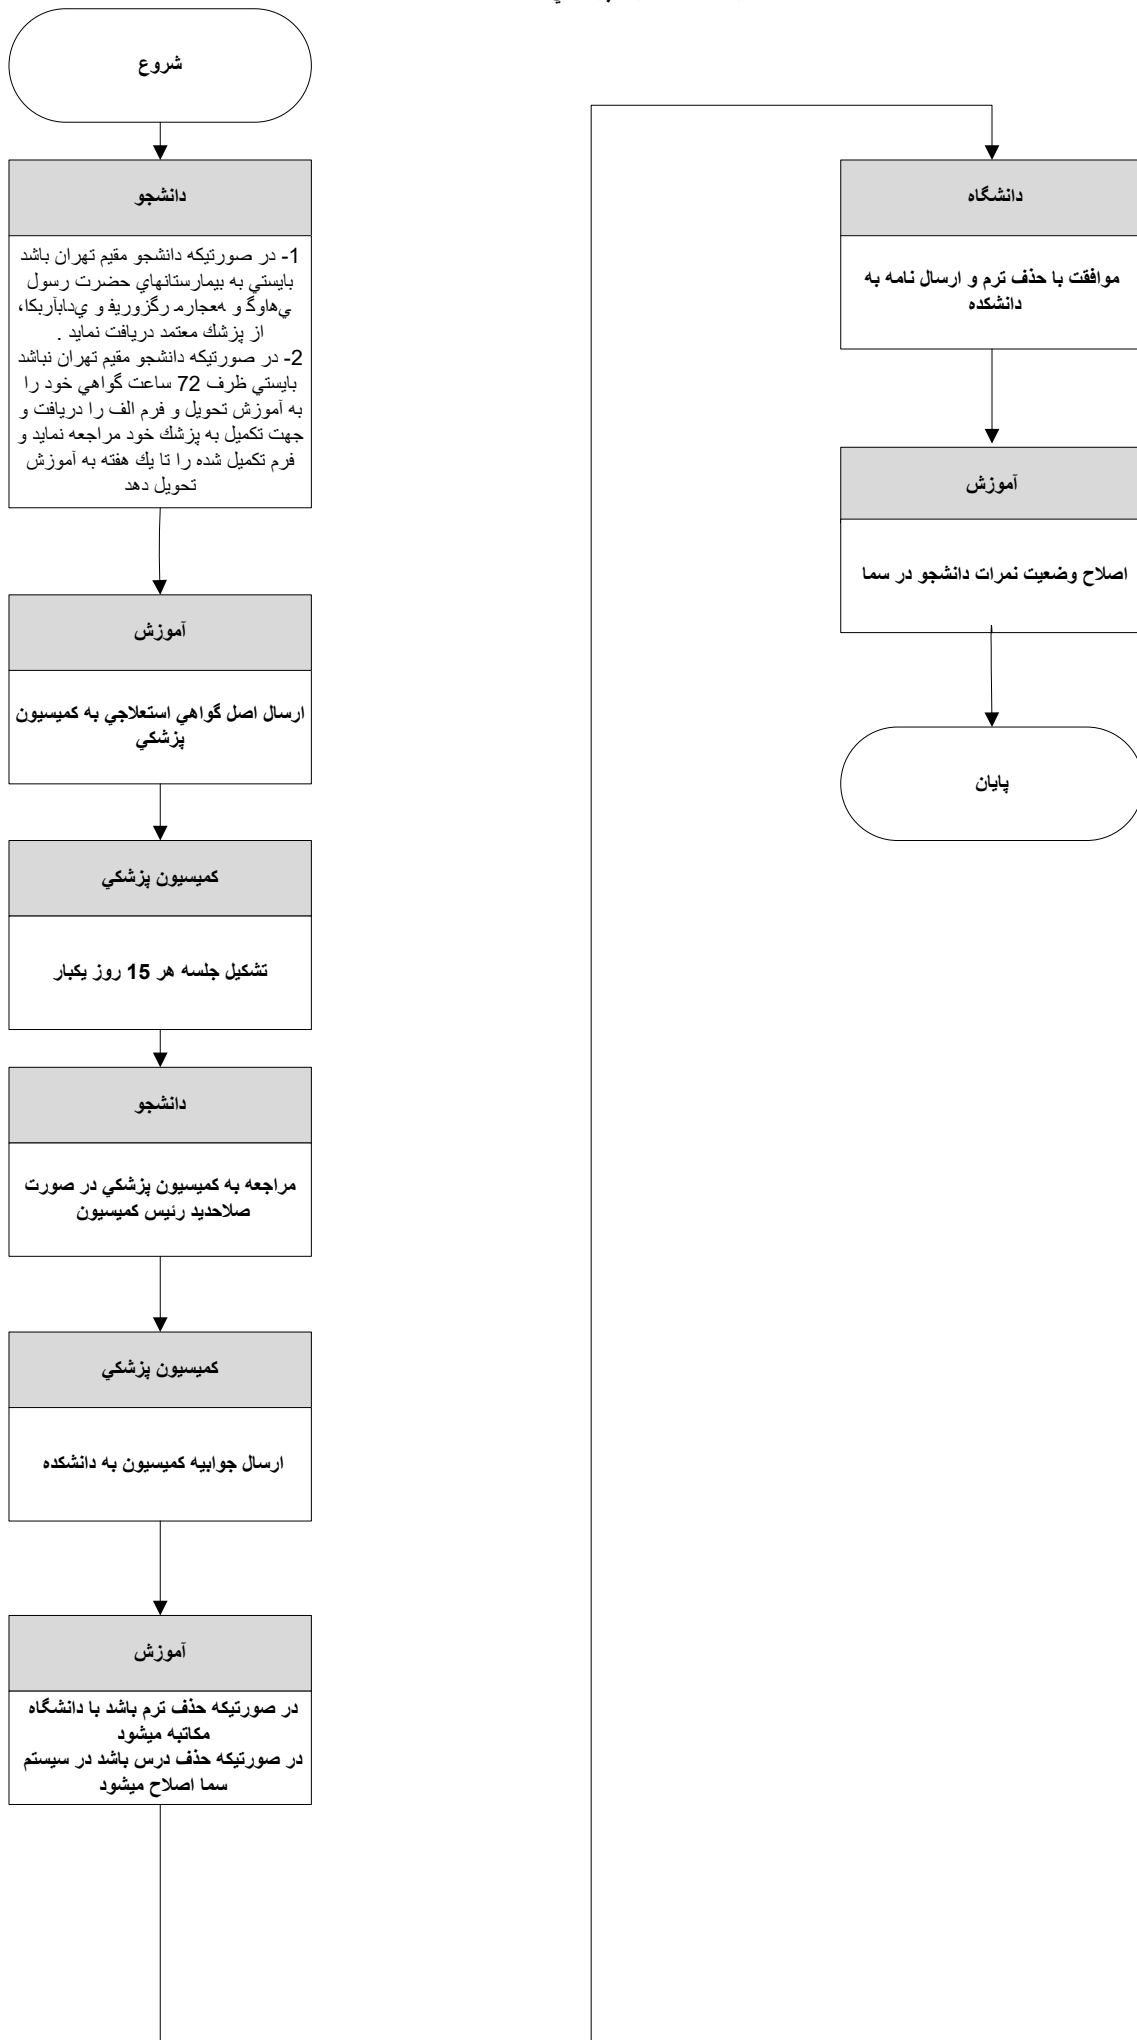 شروع
دانشجو
1- در صورتيكه دانشجو مقيم تهران باشد
بايستي به بيمارستانهاي حضرت رسول
از پزشك معتمد دريافت نمايد .
2- در صورتيكه دانشجو مقيم تهران نباشد
بايستي ظرف 72 ساعت گواهي خود را
به آموزش تحويل و فرم الف را دريافت و
جهت تكميل به پزشك خود مراجعه نمايد و
فرم تكميل شده را تا يك هفته به آموزش
تحويل دهد
آموزش
ارسال اصل گواهي استعلاجي به كميسيون
پزشكي
كميسيون پزشكي
تشكيل جلسه هر 15 روز يكبار
دانشجو
مراجعه به كميسيون پزشكي در صورت
صلاحديد رئيس كميسيون
كميسيون پزشكي
ارسال جوابيه كميسيون به دانشكده
آموزش
در صورتيكه حذف ترم باشد با دانشگاه
مكاتبه ميشود
در صورتيكه حذف درس باشد در سيستم
سما اصلاح ميشود
دانشگاه
موافقت با حذف ترم و ارسال نامه به
دانشكده
آموزش
اصلاح وضعيت نمرات دانشجو در سما
پايان